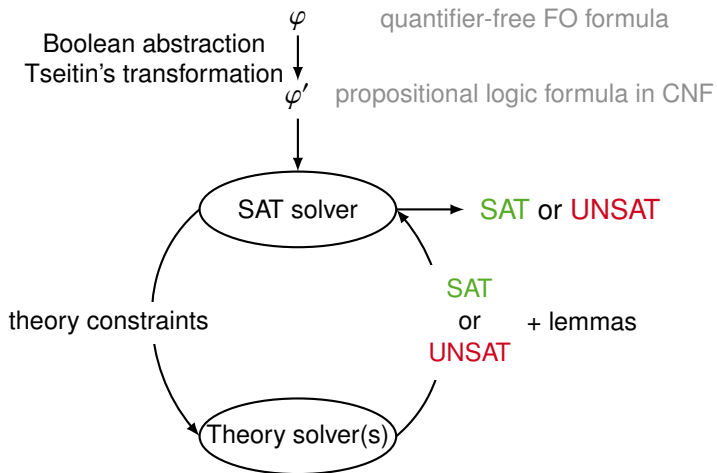 φ quantifier-free FO formula
Boolean abstraction
Tseitin's transformation
φ' propositional logic formula in CNF
SAT solver SAT or UNSAT
SAT
theory constraints or + lemmas
UNSAT
Theory solver(s)